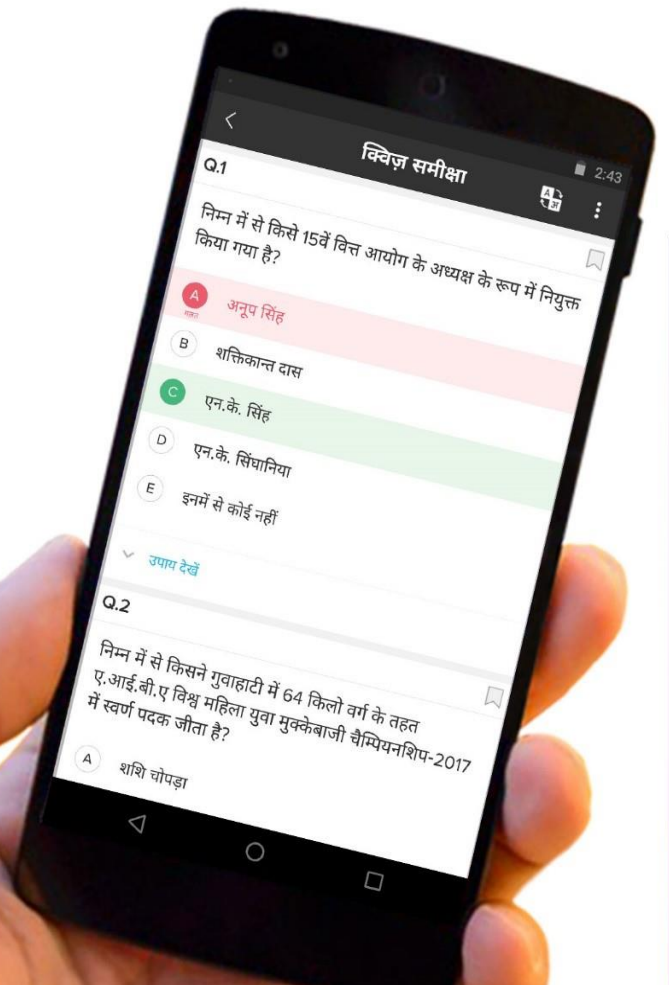 2:43
क्विज़ समीक्षा
Q.1
निम्न में से किसे 15वें वित्त आयोग के अध्यक्ष के रूप में नियुक्त
किया गया है?
A अनूप सिंह
गलत
B शक्तिकान्त दास
C एन.के. सिंह
D एन.के. सिंघानिया
E इनमें से कोई नहीं
उपाय देखें
Q.2
निम्न में से किसने गुवाहाटी में 64 किलो वर्ग के तहत
ए.आई.बी.ए विश्व महिला युवा मुक्केबाजी चैम्पियनशिप-2017
में स्वर्ण पदक जीता है?
A शशि चोपड़ा